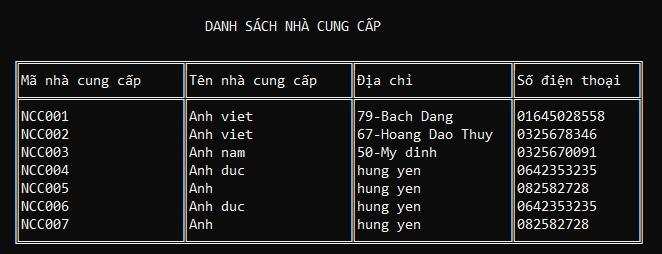 DANH SÁCH NHÀ CUNG CẤP
Mã nhà cung cấp Tên nhà cung cấp Địa chỉ Số điện thoại
NCC001 Anh viet 79-Bach Dang 01645028558
NCC002 Anh viet 67-Hoang Dao Thuy 0325678346
NCC003 Anh nam 50-My dinh 0325670091
NCC004 Anh duc hung yen 0642353235
NCC005 Anh hung yen 082582728
NCC006 Anh duc hung yen 0642353235
NCC007 Anh hung yen 082582728